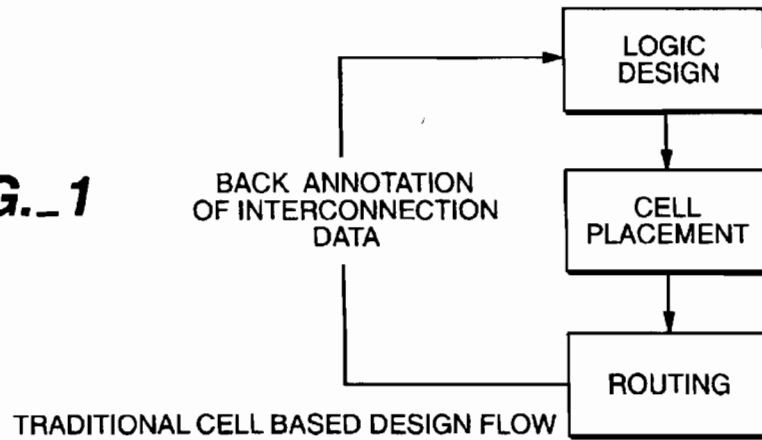 LOGIC
DESIGN
G._1
BACK ANNOTATION
OF INTERCONNECTION
DATA
CELL
PLACEMENT
ROUTING
TRADITIONAL CELL BASED DESIGN FLOW